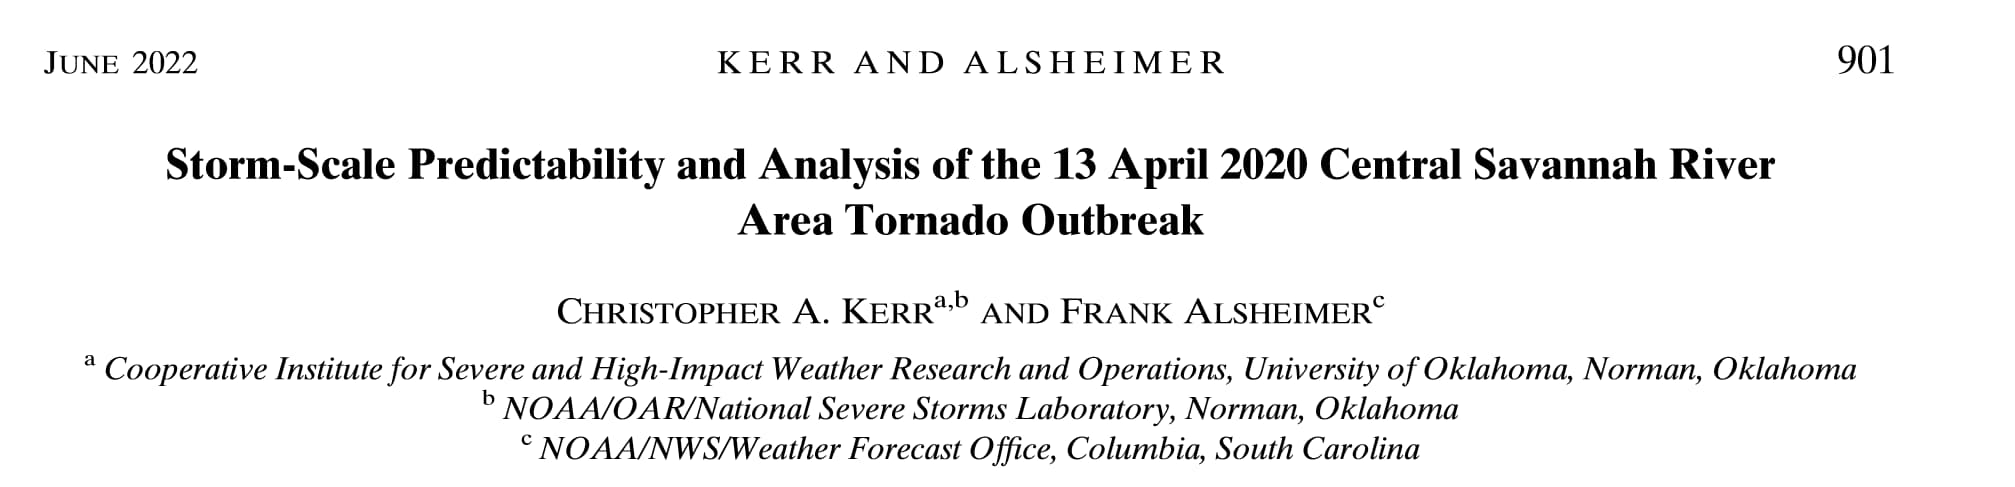 JUNE 2022 KERR AND ALSHEIMER 901
Storm-Scale Predictability and Analysis of the 13 April 2020 Central Savannah River
Area Tornado Outbreak
CHRISTOPHER A. KERR^a,b AND FRANK ALSHEIMER^c
^a Cooperative Institute for Severe and High-Impact Weather Research and Operations, University of Oklahoma, Norman, Oklahoma
^b NOAA/OAR/National Severe Storms Laboratory, Norman, Oklahoma
^c NOAA/NWS/Weather Forecast Office, Columbia, South Carolina